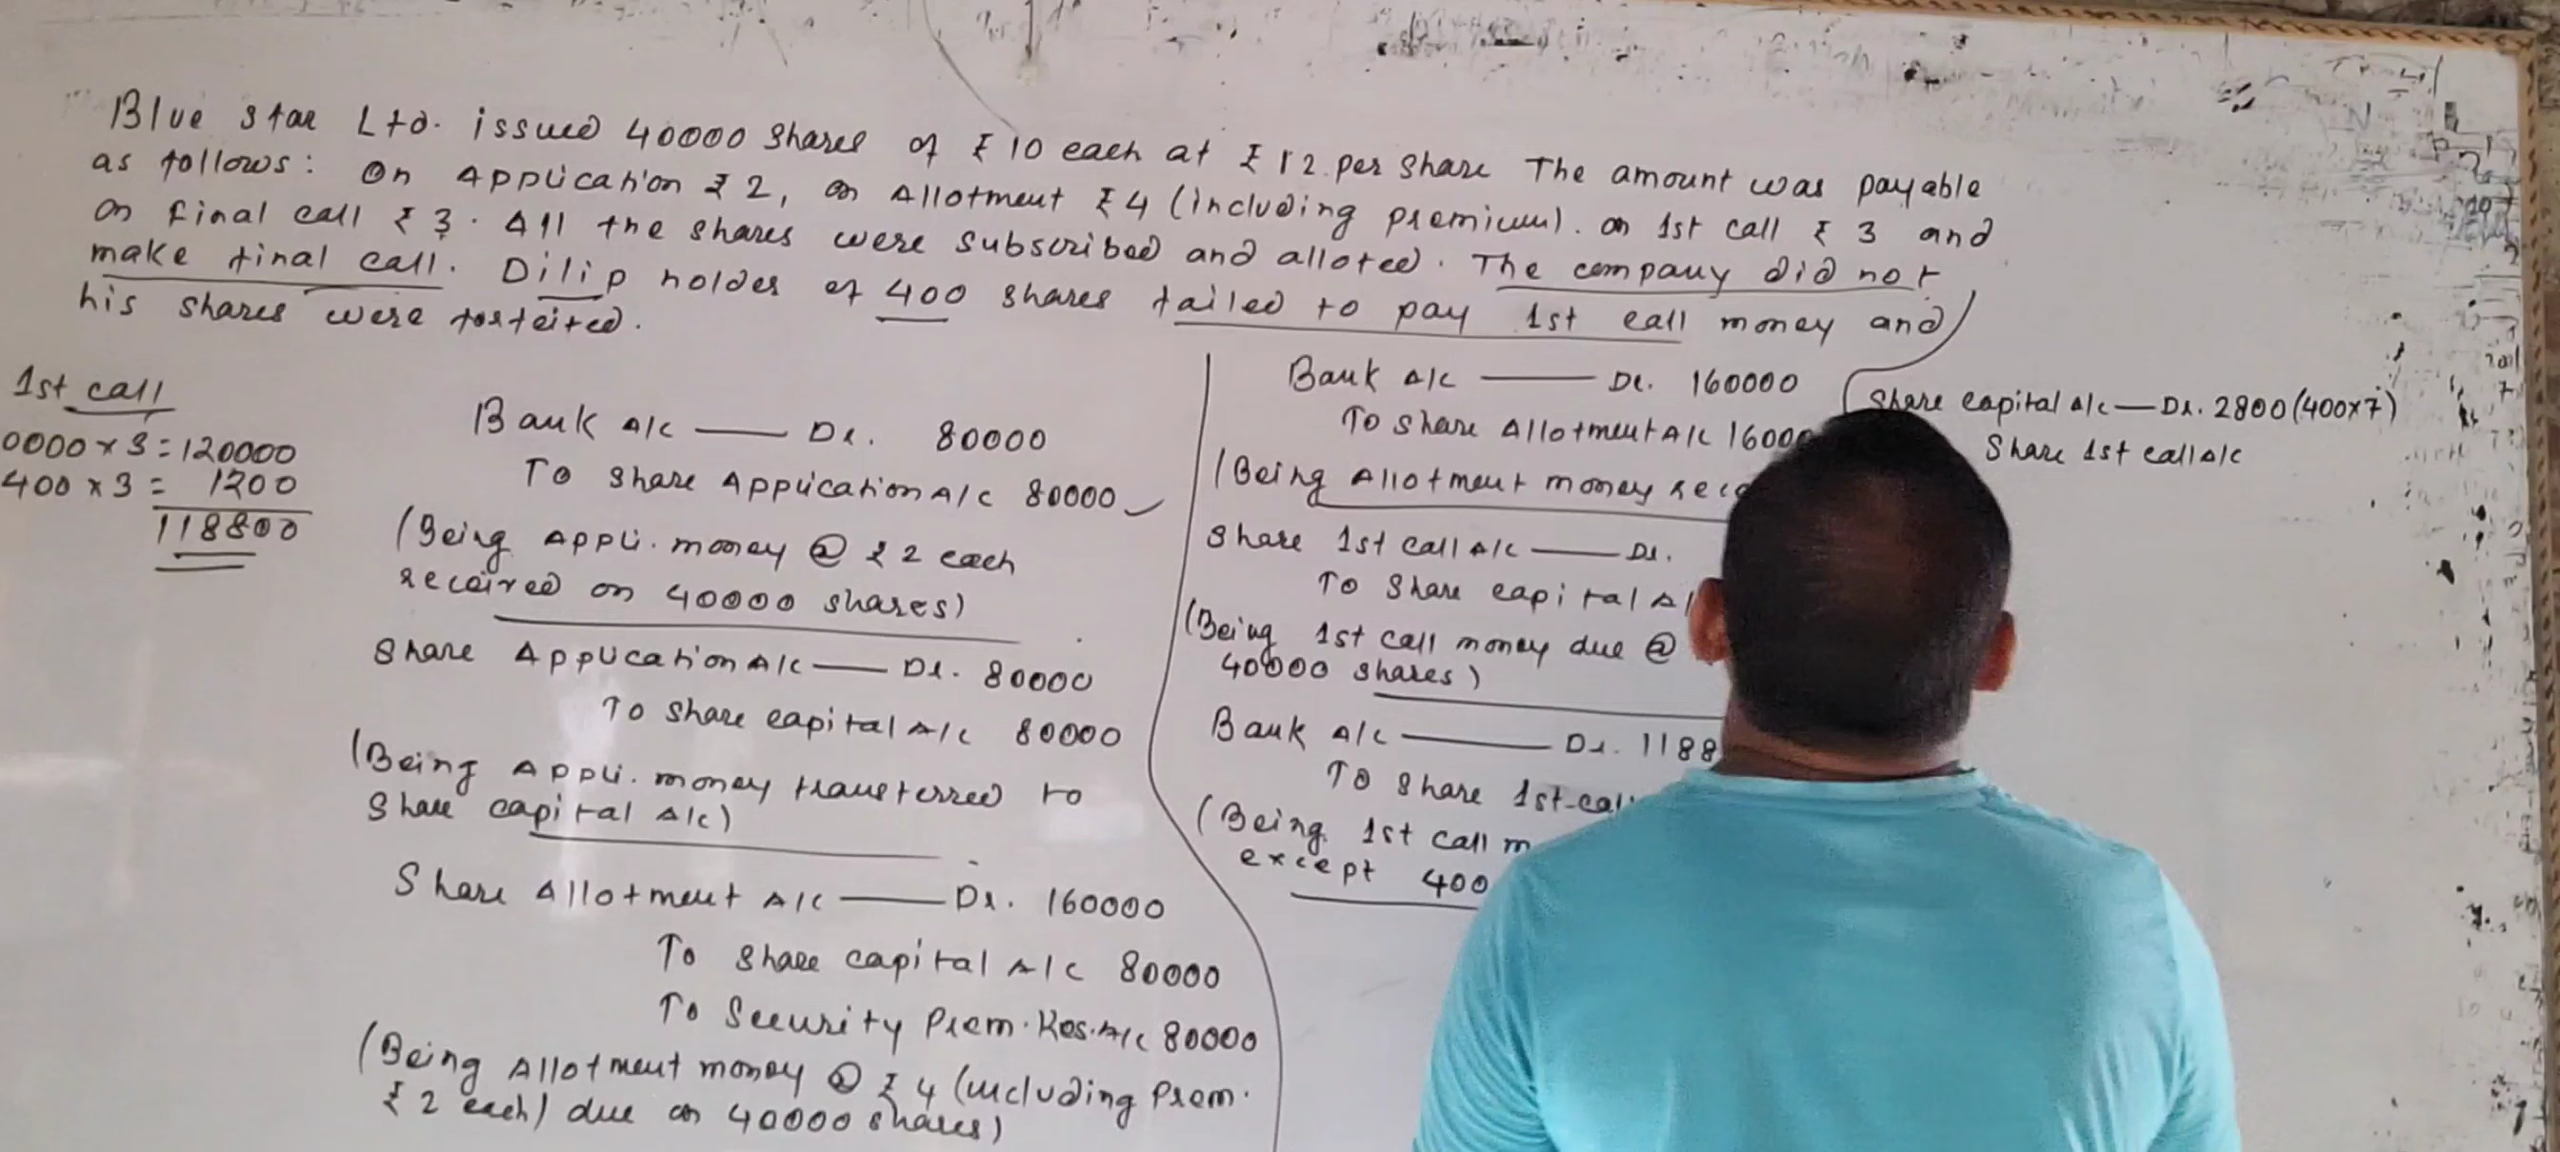 Blue Star Ltd. issued 40000 Shares of ₹ 10 each at ₹ 12 per Share The amount was payable
as follows: On Application ₹ 2, on Allotment ₹ 4 (including premium). on 1st call ₹ 3 and
on final call ₹ 3. All the shares were subscribed and alloted. The company did not
make final call. Dilip holder of 400 shares failed to pay 1st call money and
his shares were forfeited.
1st call
0000 x 3 = 120000
400 x 3 = 1200
118800
Bank A/c — Dr. 80000
To Share Application A/c 80000
(Being Appli. money @ ₹ 2 each
received on 40000 shares)
Share Application A/c — Dr. 80000
To Share capital A/c 80000
(Being Appli. money transferred to
Share capital A/c)
Share Allotment A/c — Dr. 160000
To Share capital A/c 80000
To Security Prem. Res. A/c 80000
(Being Allotment money @ ₹ 4 (including Prem.
₹ 2 each) due on 40000 shares)
Bank A/c — Dr. 160000
To Share Allotment A/c 16000
(Being Allotment money
Share 1st call A/c — Dr.
To Share capital
(Being 1st call money due @
40000 shares)
Bank A/c — Dr. 1188
To Share 1st
(Being 1st call
except 400
Share capital A/c — Dr. 2800 (400x7)
Share 1st call A/c